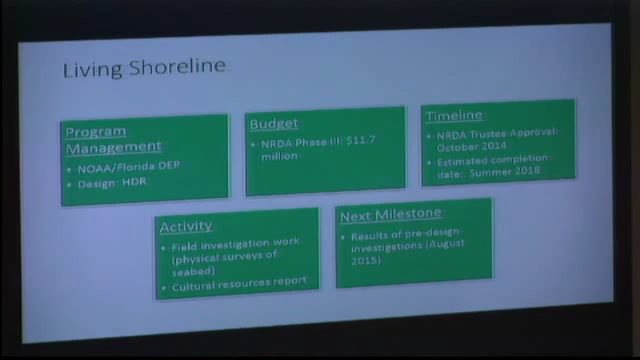 Living Shoreline
Program
Management
• NOAA/Florida DEP
• Design: HDR
Budget
• NRDA Phase III: $11.7
million
Timeline
• NRDA Trustee Approval:
October 2014
• Estimated completion
date: Summer 2018
Activity
• Field investigation work
(physical surveys of
seabed)
• Cultural resources report
Next Milestone
• Results of pre-design
investigations (August
2015)